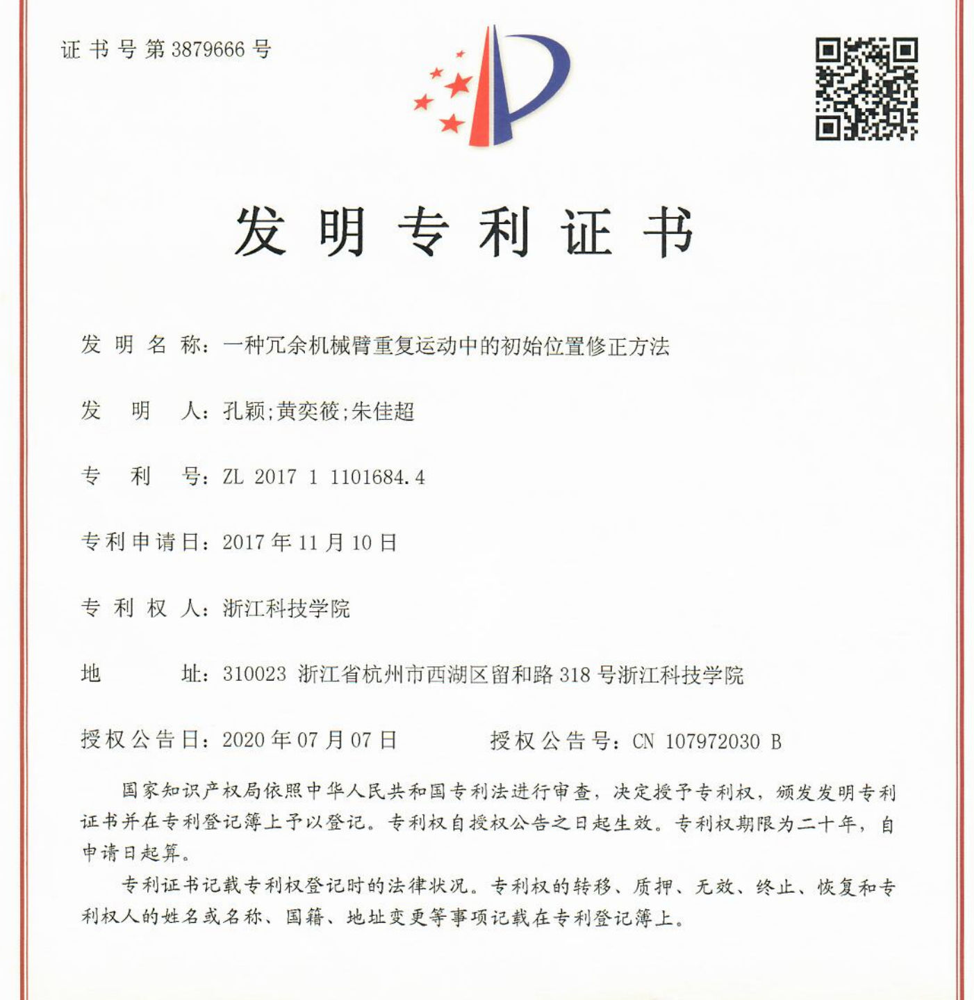 证书号第3879666号
发明专利证书
发明名称：一种冗余机械臂重复运动中的初始位置修正方法
发明人：孔颖;黄奕筱;朱佳超
专利号：ZL 2017 1 1101684.4
专利申请日：2017年11月10日
专利权人：浙江科技学院
地址：310023 浙江省杭州市西湖区留和路318号浙江科技学院
授权公告日：2020年07月07日 授权公告号：CN 107972030 B
国家知识产权局依照中华人民共和国专利法进行审查，决定授予专利权，颁发发明专利
证书并在专利登记簿上予以登记。专利权自授权公告之日起生效。专利权期限为二十年，自
申请日起算。
专利证书记载专利权登记时的法律状况。专利权的转移、质押、无效、终止、恢复和专
利权人的姓名或名称、国籍、地址变更等事项记载在专利登记簿上。